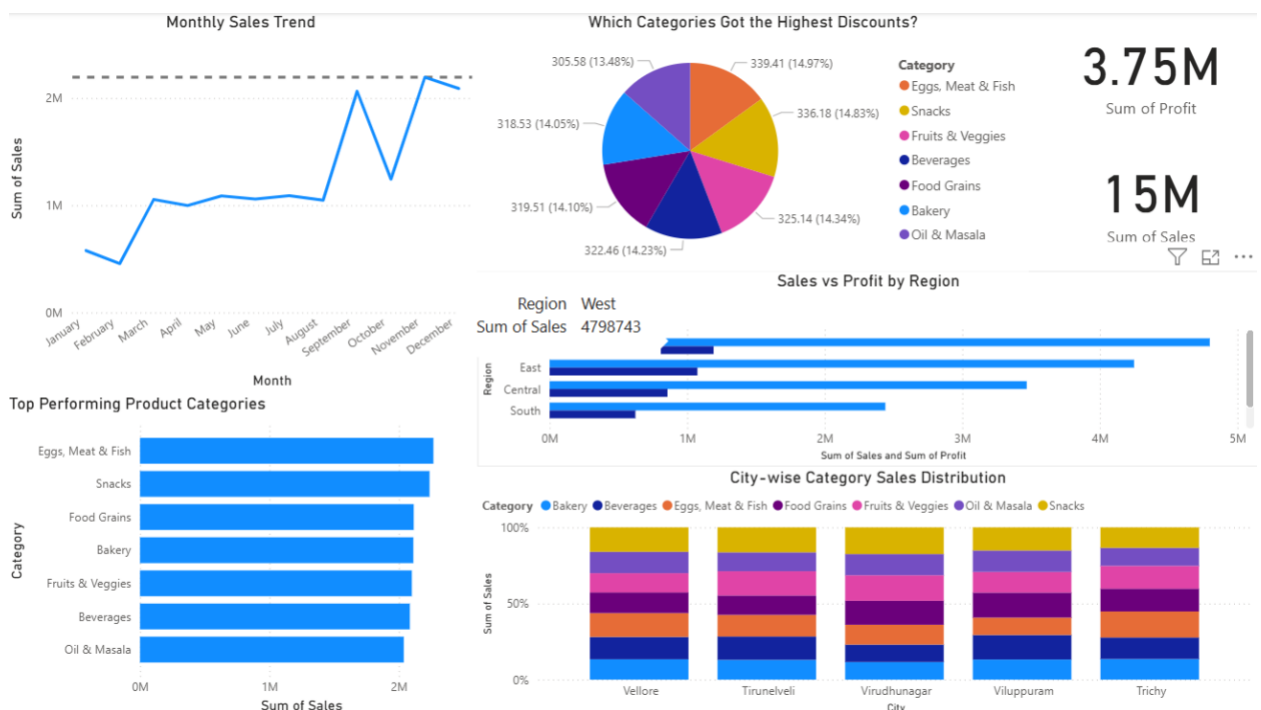 Monthly Sales Trend
2M
1M
0M
Sum of Sales
January
February
March
April
May
June
July
August
September
October
November
December
Month
Which Categories Got the Highest Discounts?
305.58 (13.48%)
339.41 (14.97%)
318.53 (14.05%)
336.18 (14.83%)
319.51 (14.10%)
325.14 (14.34%)
322.46 (14.23%)
Category
Eggs, Meat & Fish
Snacks
Fruits & Veggies
Beverages
Food Grains
Bakery
Oil & Masala
3.75M
Sum of Profit
15M
Sum of Sales
Sales vs Profit by Region
Region West
Sum of Sales 4798743
Region
East
Central
South
0M 1M 2M 3M 4M 5M
Sum of Sales and Sum of Profit
Top Performing Product Categories
Category
Eggs, Meat & Fish
Snacks
Food Grains
Bakery
Fruits & Veggies
Beverages
Oil & Masala
0M 1M 2M
Sum of Sales
City-wise Category Sales Distribution
Category Bakery Beverages Eggs, Meat & Fish Food Grains Fruits & Veggies Oil & Masala Snacks
100%
50%
0%
Sum of Sales
Vellore Tirunelveli Virudhunagar Viluppuram Trichy
City